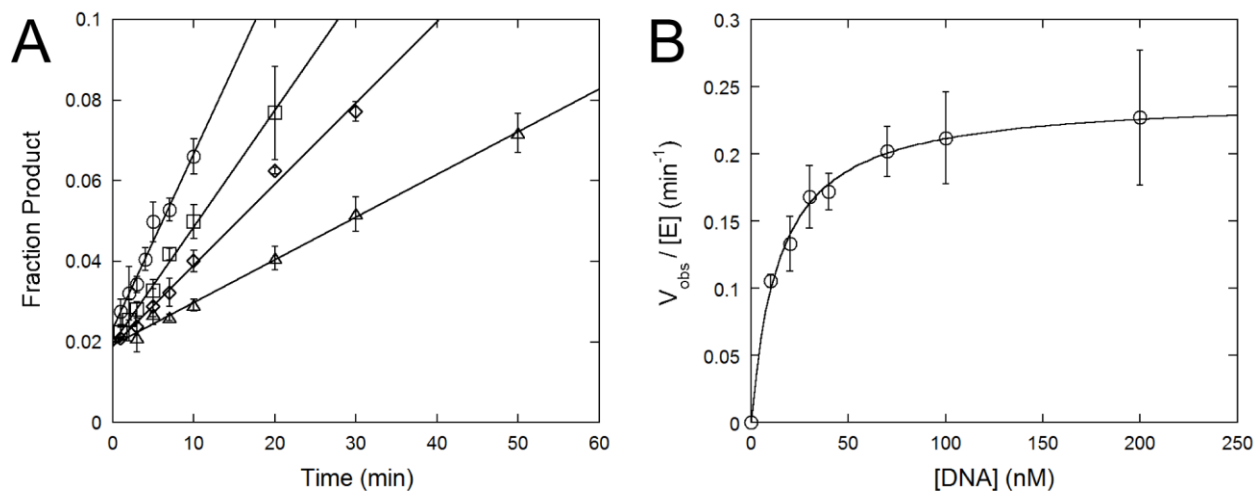 A
Fraction Product
0.1
0.08
0.06
0.04
0.02
0
0 10 20 30 40 50 60
Time (min)
B
V_obs / [E] (min⁻¹)
0.3
0.25
0.2
0.15
0.1
0.05
0
0 50 100 150 200 250
[DNA] (nM)